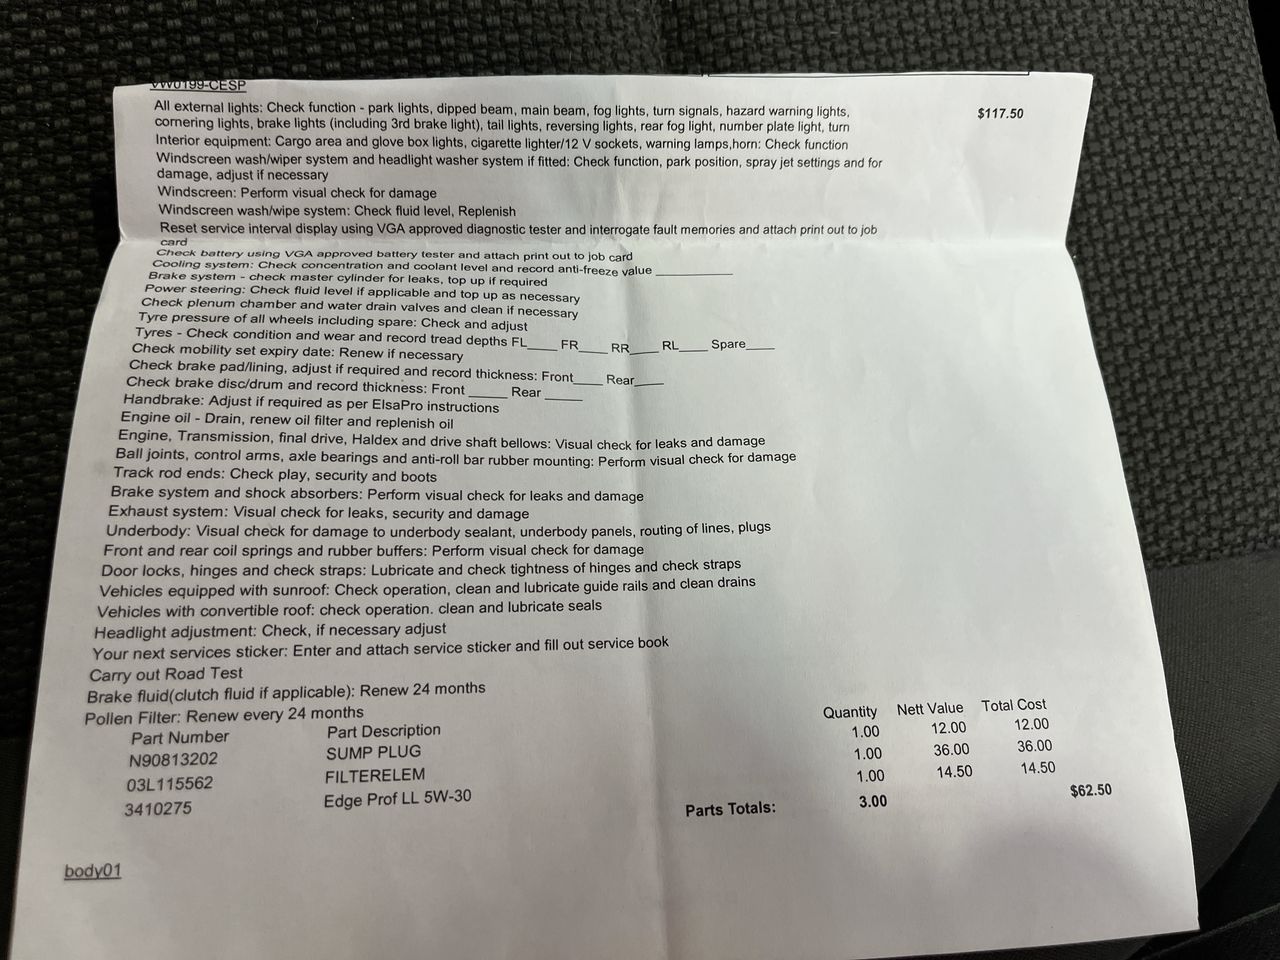 VW0199-CESP
All external lights: Check function - park lights, dipped beam, main beam, fog lights, turn signals, hazard warning lights, $117.50
cornering lights, brake lights (including 3rd brake light), tail lights, reversing lights, rear fog light, number plate light, turn
Interior equipment: Cargo area and glove box lights, cigarette lighter/12 V sockets, warning lamps,horn: Check function
Windscreen wash/wiper system and headlight washer system if fitted: Check function, park position, spray jet settings and for
damage, adjust if necessary
Windscreen: Perform visual check for damage
Windscreen wash/wipe system: Check fluid level, Replenish
Reset service interval display using VGA approved diagnostic tester and interrogate fault memories and attach print out to job
card
Check battery using VGA approved battery tester and attach print out to job card
Cooling system: Check concentration and coolant level and record anti-freeze value ___________
Brake system - check master cylinder for leaks, top up if required
Power steering: Check fluid level if applicable and top up as necessary
Check plenum chamber and water drain valves and clean if necessary
Tyre pressure of all wheels including spare: Check and adjust
Tyres - Check condition and wear and record tread depths FL____ FR____ RR____ RL____ Spare____
Check mobility set expiry date: Renew if necessary
Check brake pad/lining, adjust if required and record thickness: Front____ Rear____
Check brake disc/drum and record thickness: Front _____ Rear _____
Handbrake: Adjust if required as per ElsaPro instructions
Engine oil - Drain, renew oil filter and replenish oil
Engine, Transmission, final drive, Haldex and drive shaft bellows: Visual check for leaks and damage
Ball joints, control arms, axle bearings and anti-roll bar rubber mounting: Perform visual check for damage
Track rod ends: Check play, security and boots
Brake system and shock absorbers: Perform visual check for leaks and damage
Exhaust system: Visual check for leaks, security and damage
Underbody: Visual check for damage to underbody sealant, underbody panels, routing of lines, plugs
Front and rear coil springs and rubber buffers: Perform visual check for damage
Door locks, hinges and check straps: Lubricate and check tightness of hinges and check straps
Vehicles equipped with sunroof: Check operation, clean and lubricate guide rails and clean drains
Vehicles with convertible roof: check operation. clean and lubricate seals
Headlight adjustment: Check, if necessary adjust
Your next services sticker: Enter and attach service sticker and fill out service book
Carry out Road Test
Brake fluid(clutch fluid if applicable): Renew 24 months
Pollen Filter: Renew every 24 months
Part Number Part Description Quantity Nett Value Total Cost
N90813202 SUMP PLUG 1.00 12.00 12.00
03L115562 FILTERELEM 1.00 36.00 36.00
3410275 Edge Prof LL 5W-30 1.00 14.50 14.50
Parts Totals: 3.00 $62.50
body01